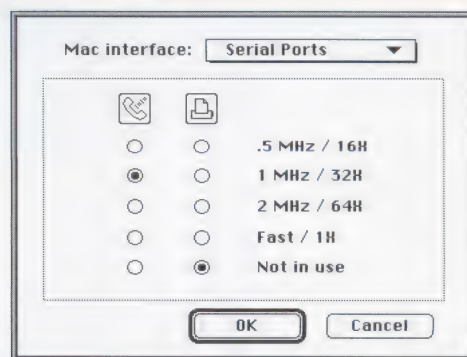 Mac interface: Serial Ports
.5 MHz / 16X
1 MHz / 32X
2 MHz / 64X
Fast / 1X
Not in use
OK Cancel